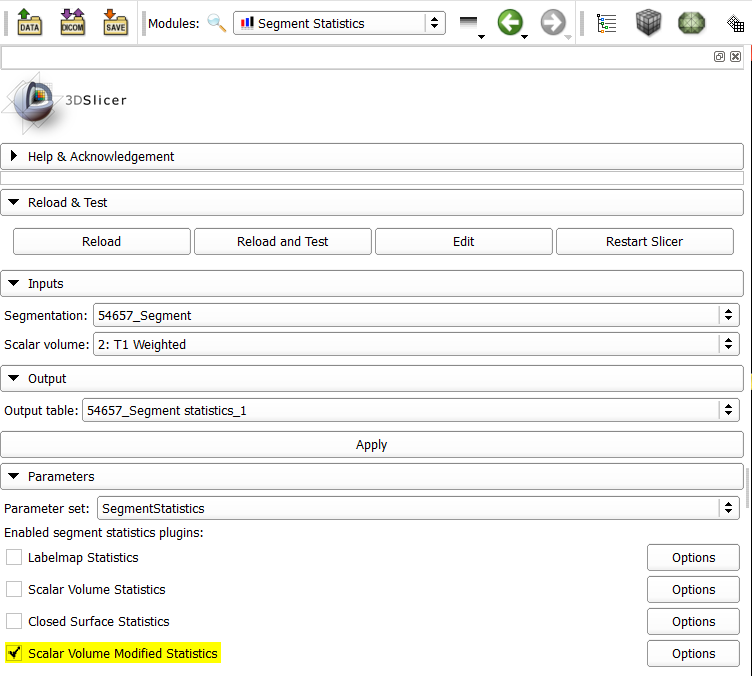 DATA DICOM SAVE Modules: Segment Statistics
3DSlicer
Help & Acknowledgement
Reload & Test
Reload Reload and Test Edit Restart Slicer
Inputs
Segmentation: 54657_Segment
Scalar volume: 2: T1 Weighted
Output
Output table: 54657_Segment statistics_1
Apply
Parameters
Parameter set: SegmentStatistics
Enabled segment statistics plugins:
Labelmap Statistics Options
Scalar Volume Statistics Options
Closed Surface Statistics Options
Scalar Volume Modified Statistics Options